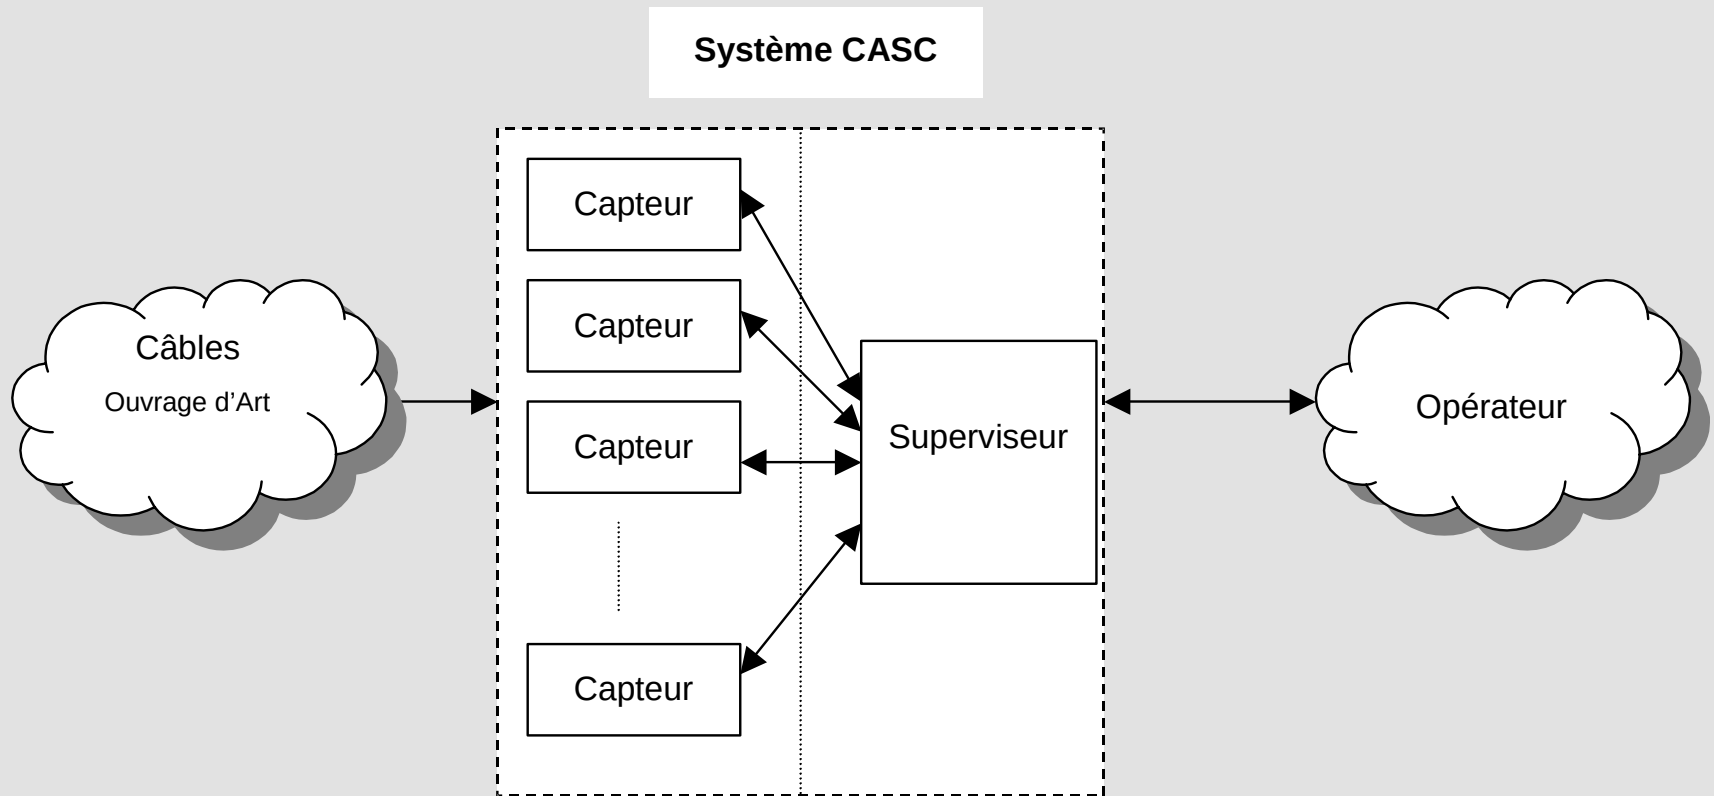 Système CASC
Capteur
Capteur
Capteur
Capteur
Superviseur
Câbles
Ouvrage d’Art
Opérateur